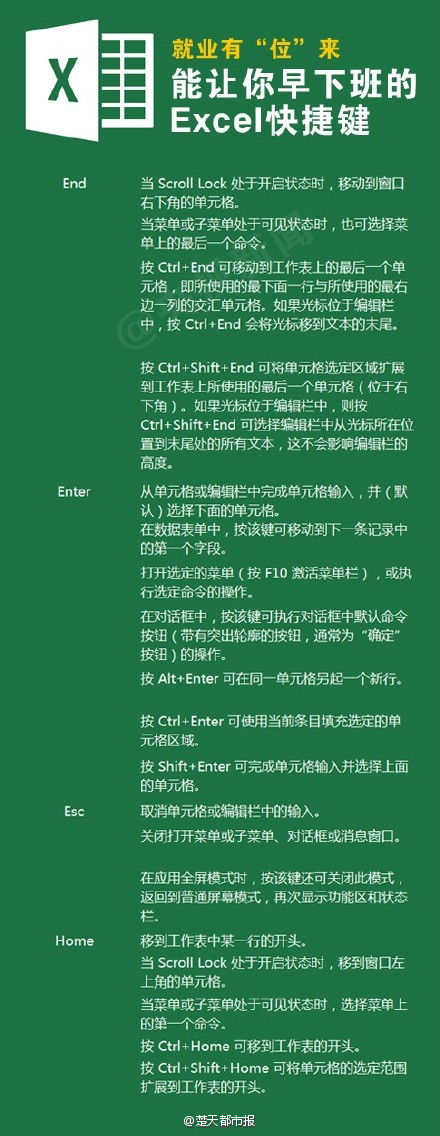 X
就业有“位”来
能让你早下班的
Excel快捷键
End
当 Scroll Lock 处于开启状态时，移动到窗口
右下角的单元格。
当菜单或子菜单处于可见状态时，也可选择菜
单上的最后一个命令。
按 Ctrl+End 可移动到工作表上的最后一个单
元格，即所使用的最下面一行与所使用的最右
边一列的交汇单元格。如果光标位于编辑栏
中，按 Ctrl+End 会将光标移到文本的末尾。
按 Ctrl+Shift+End 可将单元格选定区域扩展
到工作表上所使用的最后一个单元格（位于右
下角）。如果光标位于编辑栏中，则按
Ctrl+Shift+End 可选择编辑栏中从光标所在位
置到末尾处的所有文本，这不会影响编辑栏的
高度。
Enter
从单元格或编辑栏中完成单元格输入，并（默
认）选择下面的单元格。
在数据表单中，按该键可移动到下一条记录中
的第一个字段。
打开选定的菜单（按 F10 激活菜单栏），或执
行选定命令的操作。
在对话框中，按该键可执行对话框中默认命令
按钮（带有突出轮廓的按钮，通常为“确定”
按钮）的操作。
按 Alt+Enter 可在同一单元格另起一个新行。
按 Ctrl+Enter 可使用当前条目填充选定的单
元格区域。
按 Shift+Enter 可完成单元格输入并选择上面
的单元格。
Esc
取消单元格或编辑栏中的输入。
关闭打开菜单或子菜单、对话框或消息窗口。
在应用全屏模式时，按该键还可关闭此模式，
返回到普通屏幕模式，再次显示功能区和状态
栏。
Home
移到工作表中某一行的开头。
当 Scroll Lock 处于开启状态时，移到窗口左
上角的单元格。
当菜单或子菜单处于可见状态时，选择菜单上
的第一个命令。
按 Ctrl+Home 可移到工作表的开头。
按 Ctrl+Shift+Home 可将单元格的选定范围
扩展到工作表的开头。
@楚天都市报